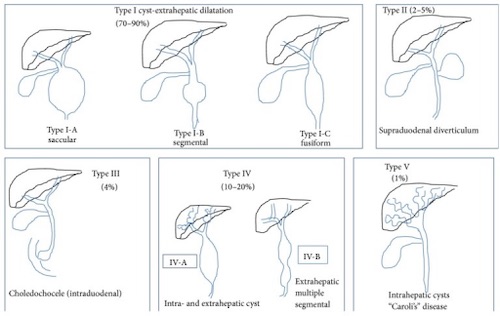 Type I cyst-extrahepatic dilatation
(70–90%)
Type I-A
saccular
Type I-B
segmental
Type I-C
fusiform
Type II (2–5%)
Supraduodenal diverticulum
Type III
(4%)
Choledochocele (intraduodenal)
Type IV
(10–20%)
IV-A
IV-B
Intra- and extrahepatic cyst
Extrahepatic
multiple
segmental
Type V
(1%)
Intrahepatic cysts
"Caroli's" disease